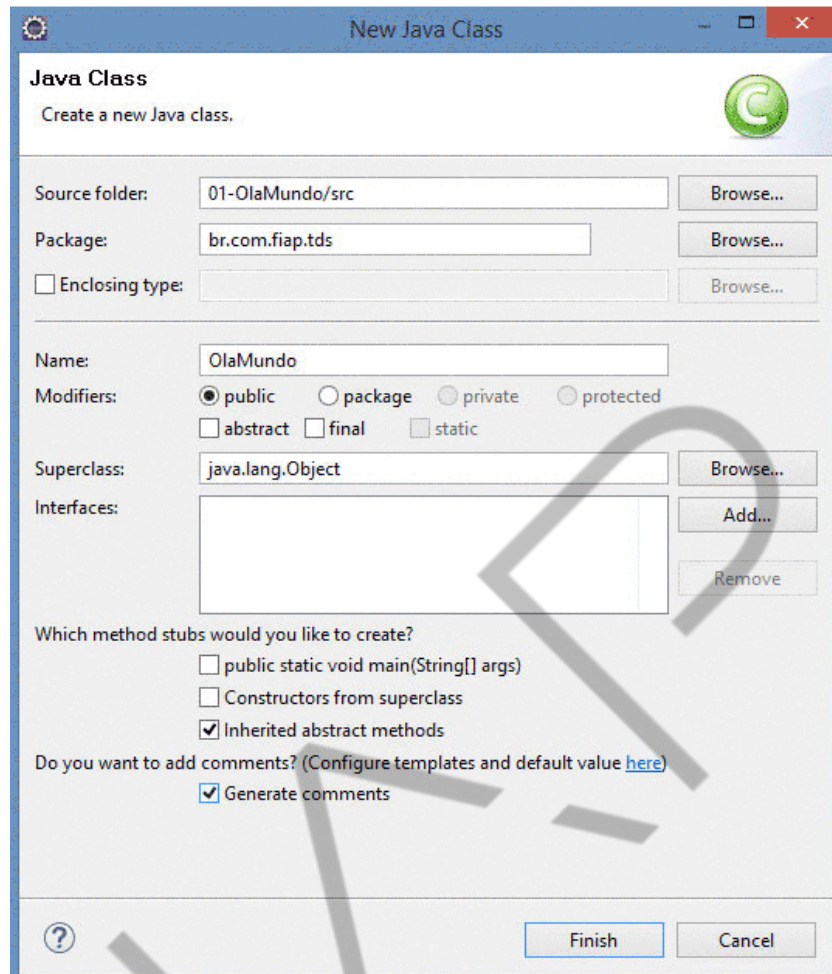 New Java Class
Java Class
Create a new Java class.
Source folder: 01-OlaMundo/src Browse...
Package: br.com.fiap.tds Browse...
Enclosing type: Browse...
Name: OlaMundo
Modifiers: public package private protected
abstract final static
Superclass: java.lang.Object Browse...
Interfaces: Add...
Remove
Which method stubs would you like to create?
public static void main(String[] args)
Constructors from superclass
Inherited abstract methods
Do you want to add comments? (Configure templates and default value here)
Generate comments
? Finish Cancel